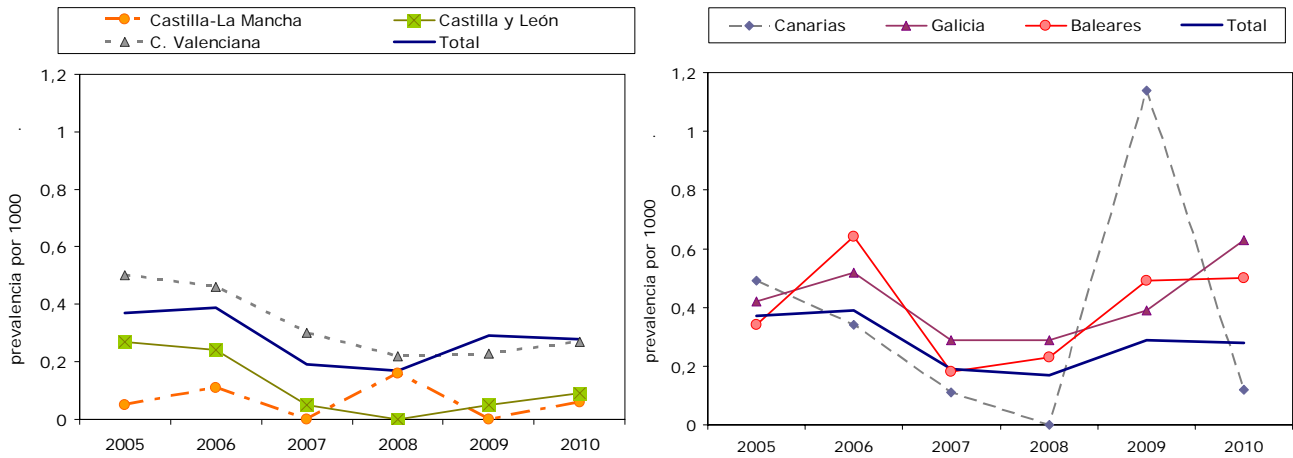 Castilla-La Mancha Castilla y León
C. Valenciana Total
prevalencia por 1000
.
1,2
1
0,8
0,6
0,4
0,2
0
2005 2006 2007 2008 2009 2010
Canarias Galicia Baleares Total
prevalencia por 1000
.
1,2
1
0,8
0,6
0,4
0,2
0
2005 2006 2007 2008 2009 2010